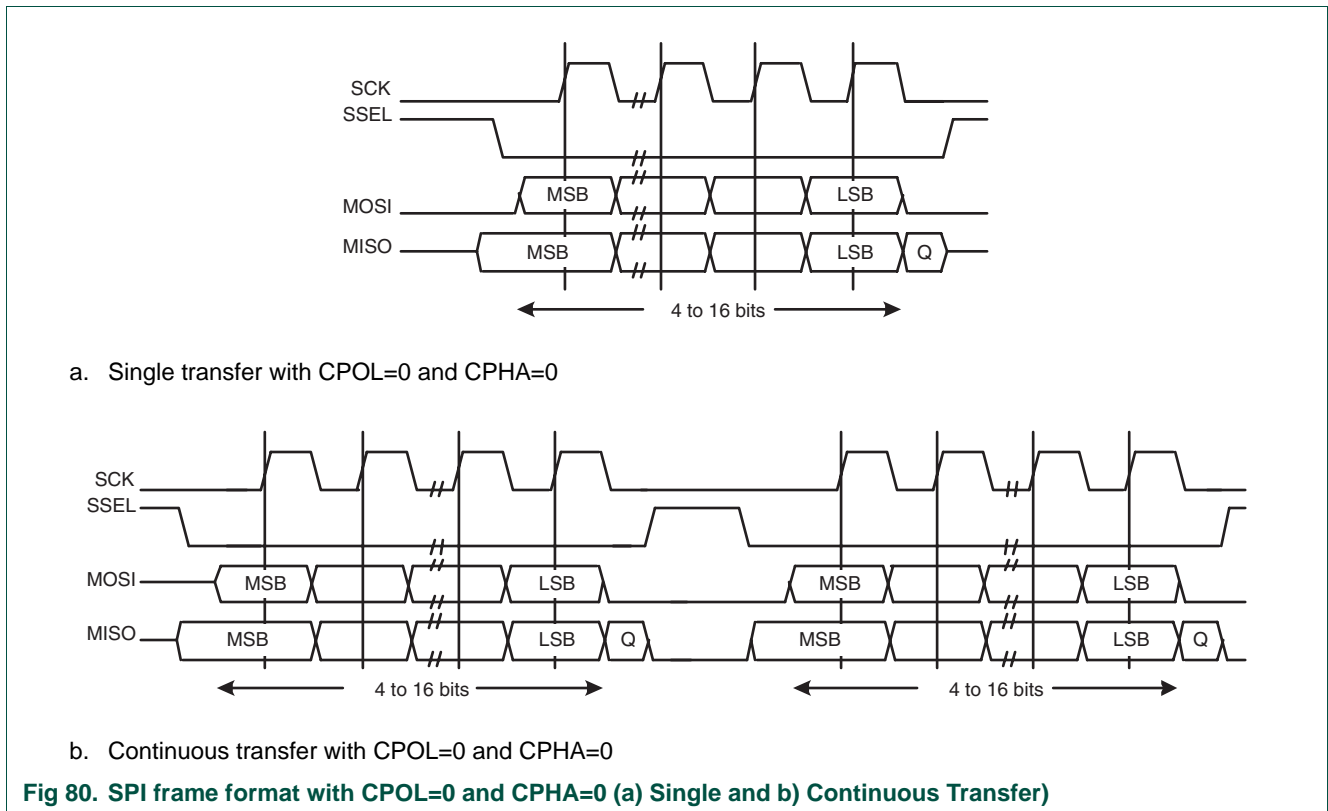 SCK
SSEL
MOSI
MSB
LSB
MISO
MSB
LSB
Q
4 to 16 bits
a. Single transfer with CPOL=0 and CPHA=0
SCK
SSEL
MOSI
MSB
LSB
MSB
LSB
MISO
MSB
LSB
Q
MSB
LSB
Q
4 to 16 bits
4 to 16 bits
b. Continuous transfer with CPOL=0 and CPHA=0
Fig 80. SPI frame format with CPOL=0 and CPHA=0 (a) Single and b) Continuous Transfer)